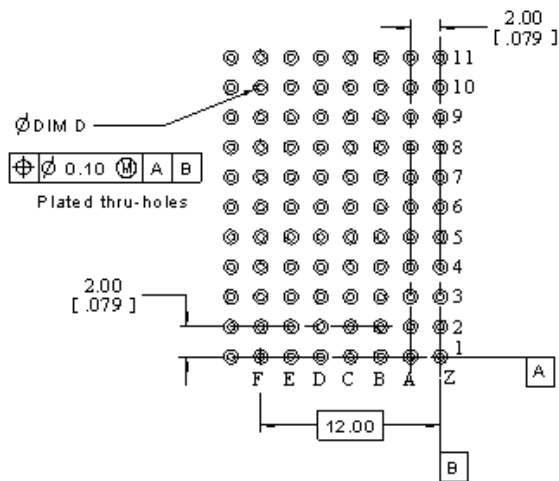 2.00
[ .079 ]
11
10
9
8
7
6
5
4
3
2
1
Ø DIM D
⌖ Ø 0.10 Ⓜ A B
Plated thru-holes
2.00
[ .079 ]
F E D C B A Z
A
12.00
B